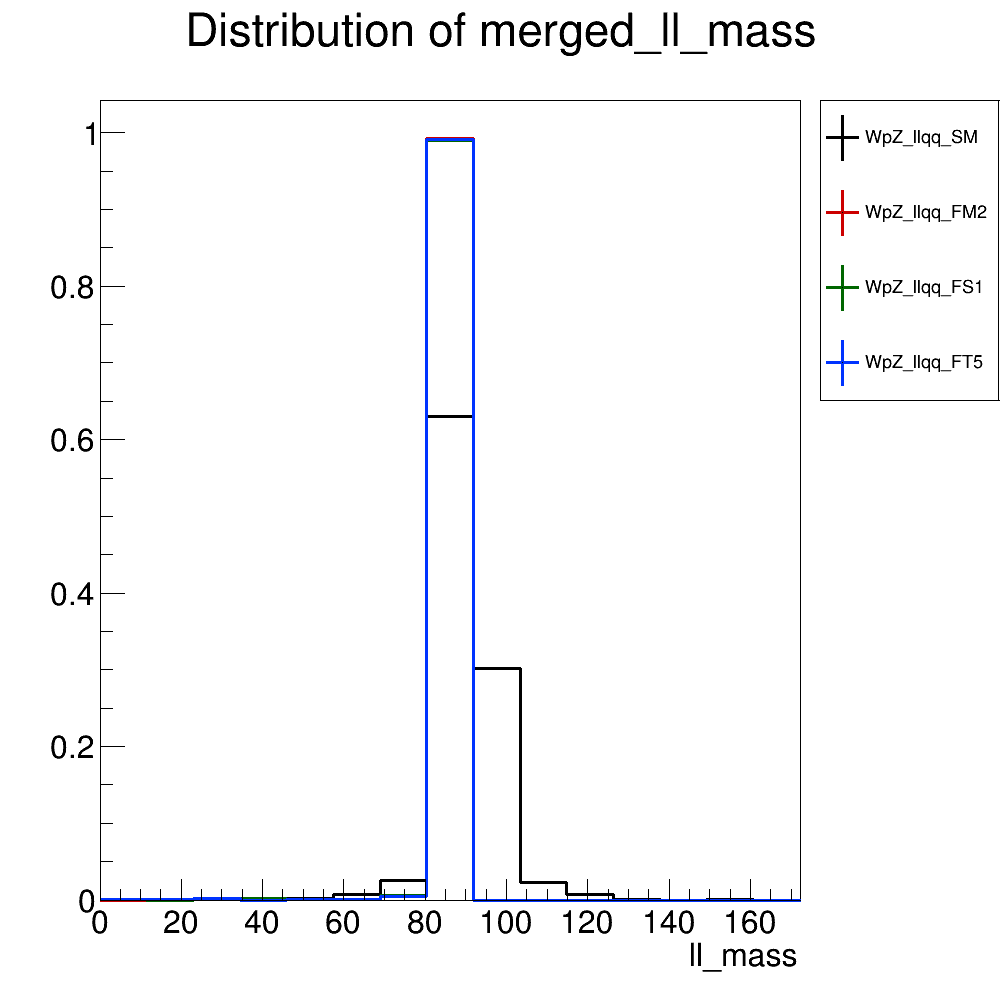 Distribution of merged_ll_mass
WpZ_llqq_SM
WpZ_llqq_FM2
WpZ_llqq_FS1
WpZ_llqq_FT5
1
0.8
0.6
0.4
0.2
0
0 20 40 60 80 100 120 140 160
ll_mass